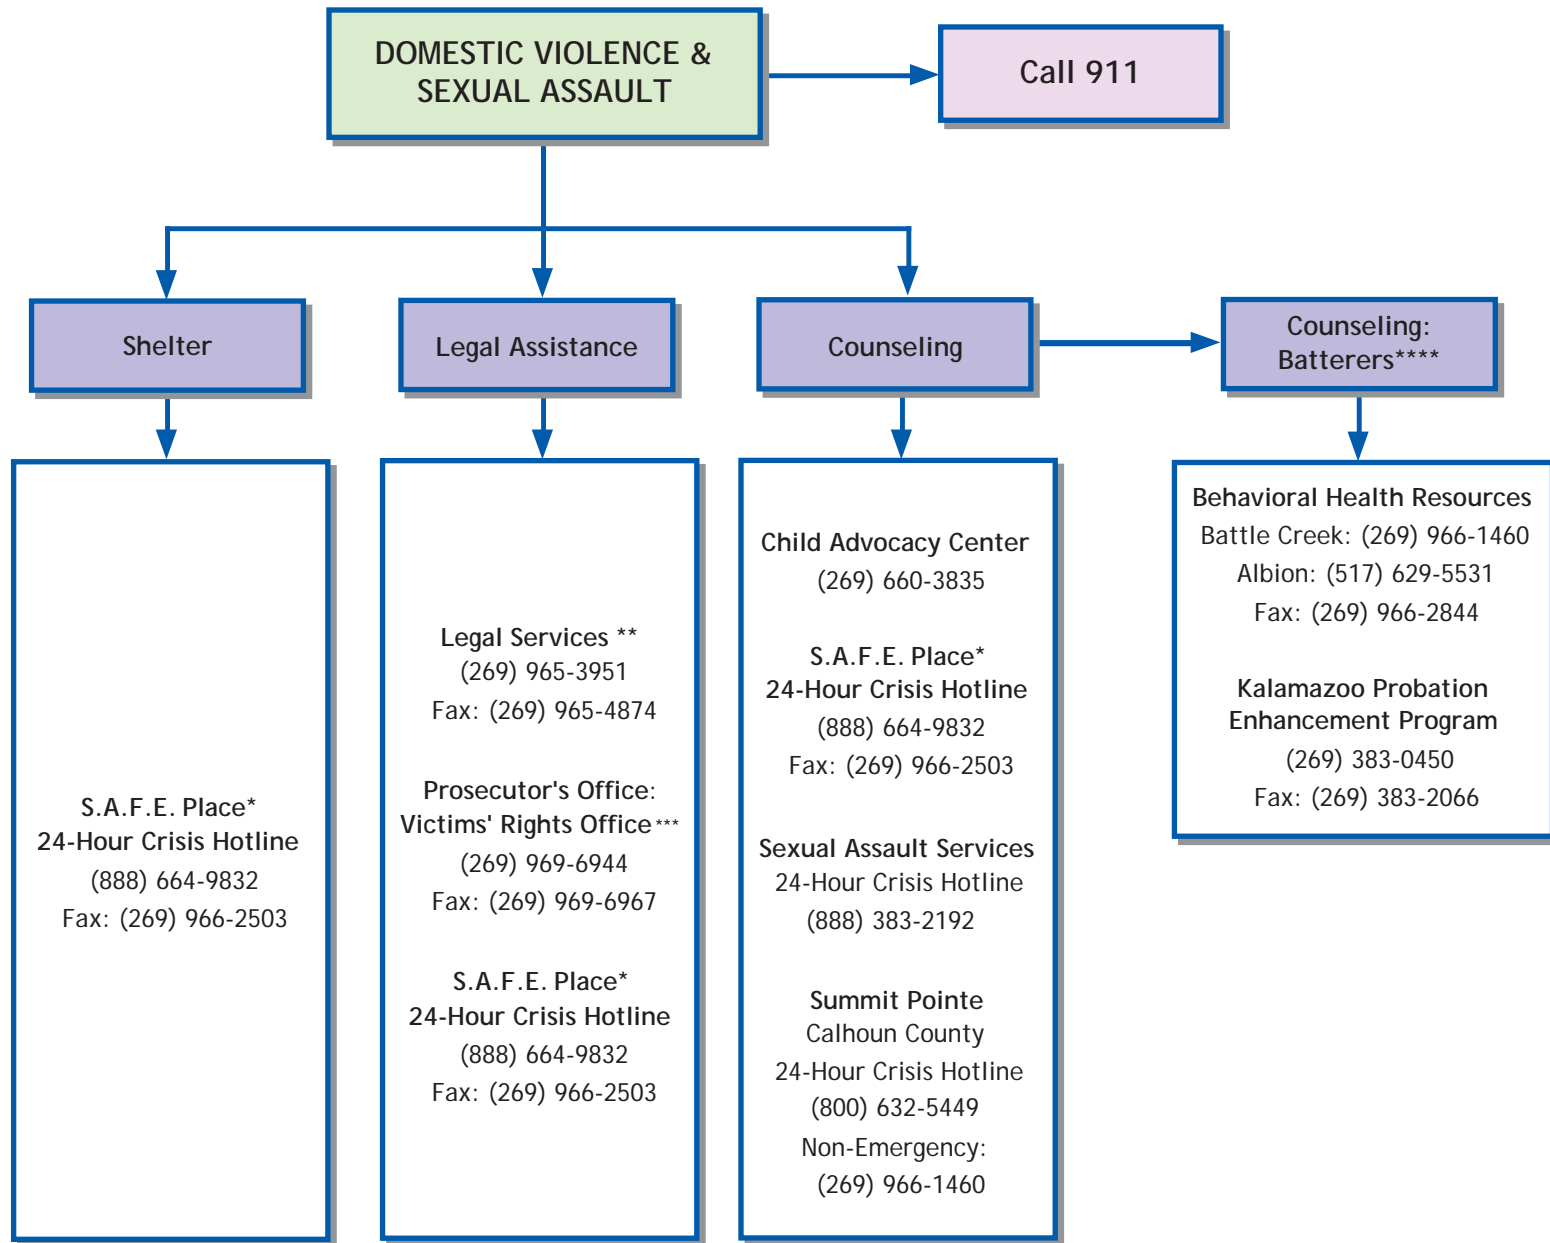 DOMESTIC VIOLENCE &
SEXUAL ASSAULT
Call 911
Shelter
Legal Assistance
Counseling
Counseling:
Batterers****
S.A.F.E. Place*
24-Hour Crisis Hotline
(888) 664-9832
Fax: (269) 966-2503
Legal Services **
(269) 965-3951
Fax: (269) 965-4874
Prosecutor's Office:
Victims' Rights Office ***
(269) 969-6944
Fax: (269) 969-6967
S.A.F.E. Place*
24-Hour Crisis Hotline
(888) 664-9832
Fax: (269) 966-2503
Child Advocacy Center
(269) 660-3835
S.A.F.E. Place*
24-Hour Crisis Hotline
(888) 664-9832
Fax: (269) 966-2503
Sexual Assault Services
24-Hour Crisis Hotline
(888) 383-2192
Summit Pointe
Calhoun County
24-Hour Crisis Hotline
(800) 632-5449
Non-Emergency:
(269) 966-1460
Behavioral Health Resources
Battle Creek: (269) 966-1460
Albion: (517) 629-5531
Fax: (269) 966-2844
Kalamazoo Probation
Enhancement Program
(269) 383-0450
Fax: (269) 383-2066